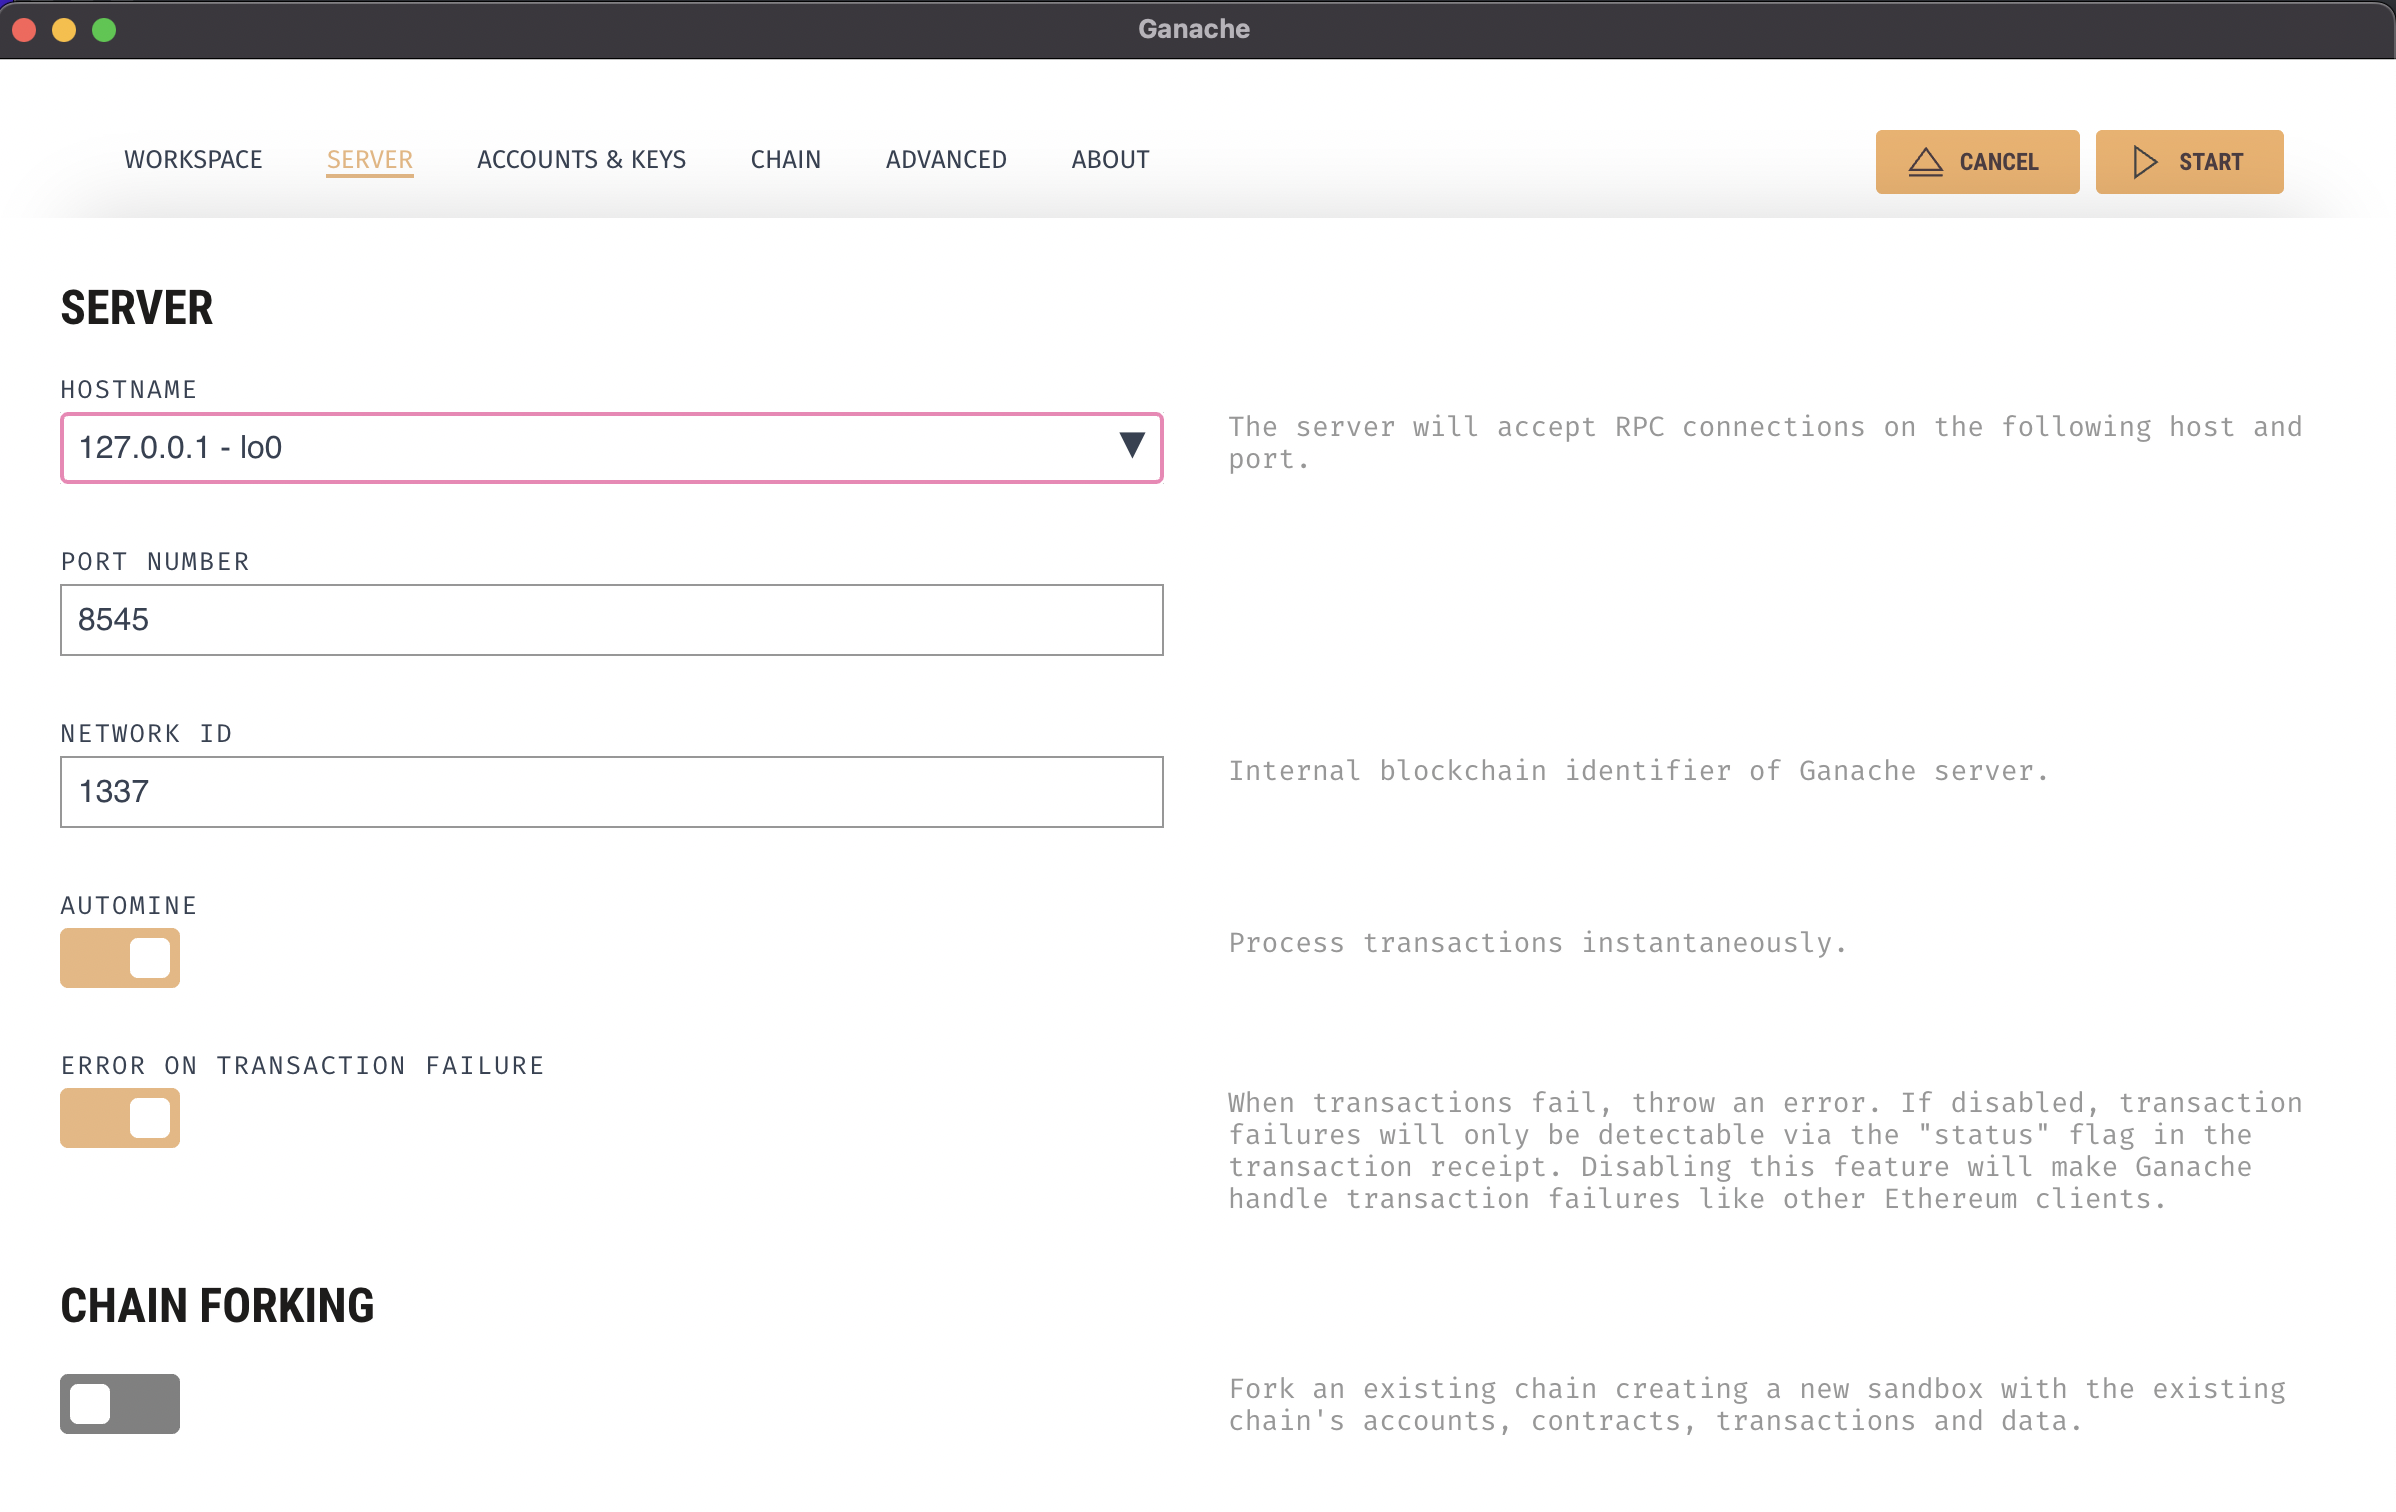 Ganache
WORKSPACE SERVER ACCOUNTS & KEYS CHAIN ADVANCED ABOUT CANCEL START
SERVER
HOSTNAME
127.0.0.1 - lo0
The server will accept RPC connections on the following host and
port.
PORT NUMBER
8545
NETWORK ID
1337
Internal blockchain identifier of Ganache server.
AUTOMINE
Process transactions instantaneously.
ERROR ON TRANSACTION FAILURE
When transactions fail, throw an error. If disabled, transaction
failures will only be detectable via the "status" flag in the
transaction receipt. Disabling this feature will make Ganache
handle transaction failures like other Ethereum clients.
CHAIN FORKING
Fork an existing chain creating a new sandbox with the existing
chain's accounts, contracts, transactions and data.